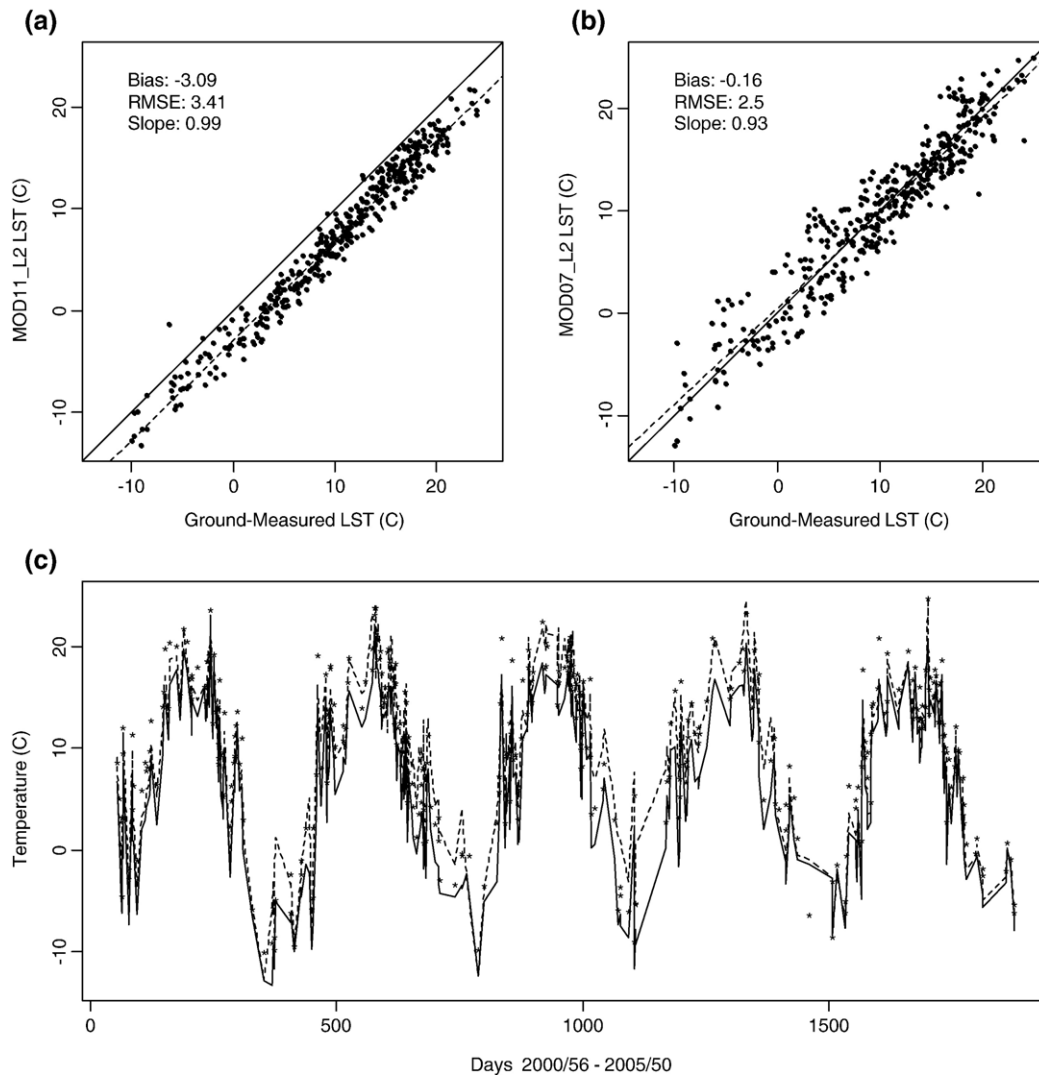 (a)
Bias: -3.09
RMSE: 3.41
Slope: 0.99
20
10
0
-10
MOD11_L2 LST (C)
-10 0 10 20
Ground-Measured LST (C)
(b)
Bias: -0.16
RMSE: 2.5
Slope: 0.93
20
10
0
-10
MOD07_L2 LST (C)
-10 0 10 20
Ground-Measured LST (C)
(c)
20
10
0
-10
Temperature (C)
0 500 1000 1500
Days 2000/56 - 2005/50